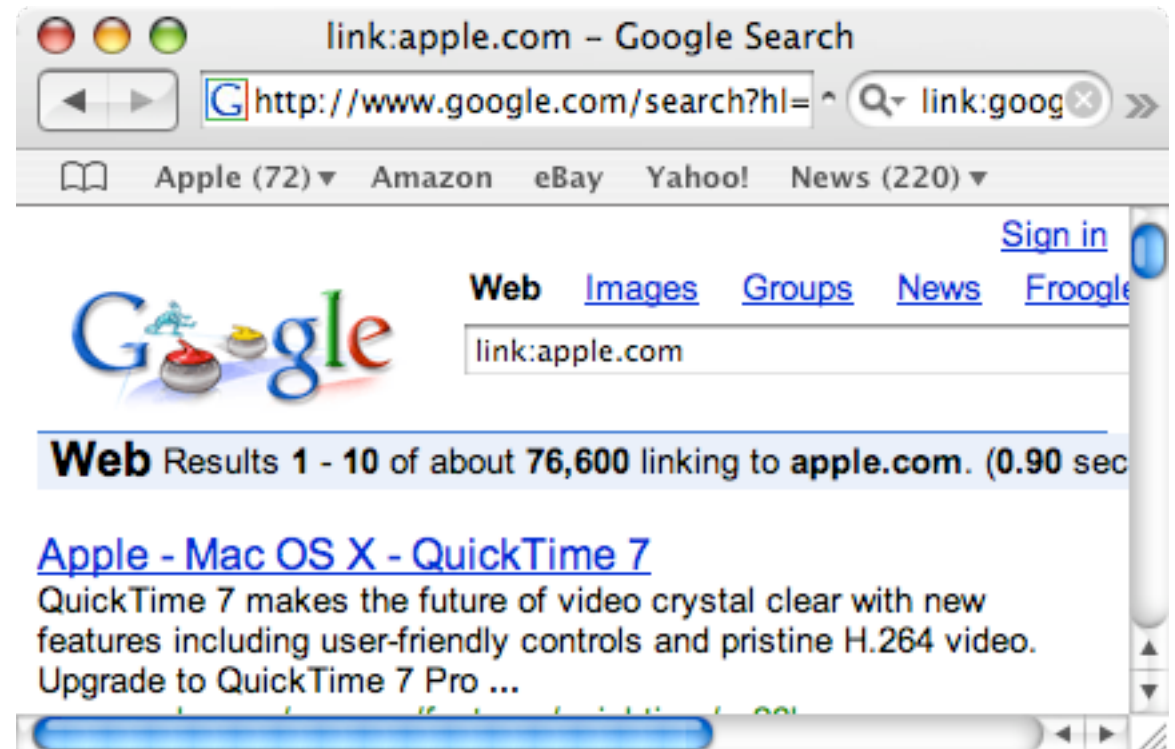 link:apple.com – Google Search
http://www.google.com/search?hl= link:goog
Apple (72) Amazon eBay Yahoo! News (220)
Sign in
Google
Web Images Groups News Froogle
link:apple.com
Web Results 1 - 10 of about 76,600 linking to apple.com. (0.90 sec
Apple - Mac OS X - QuickTime 7
QuickTime 7 makes the future of video crystal clear with new
features including user-friendly controls and pristine H.264 video.
Upgrade to QuickTime 7 Pro ...